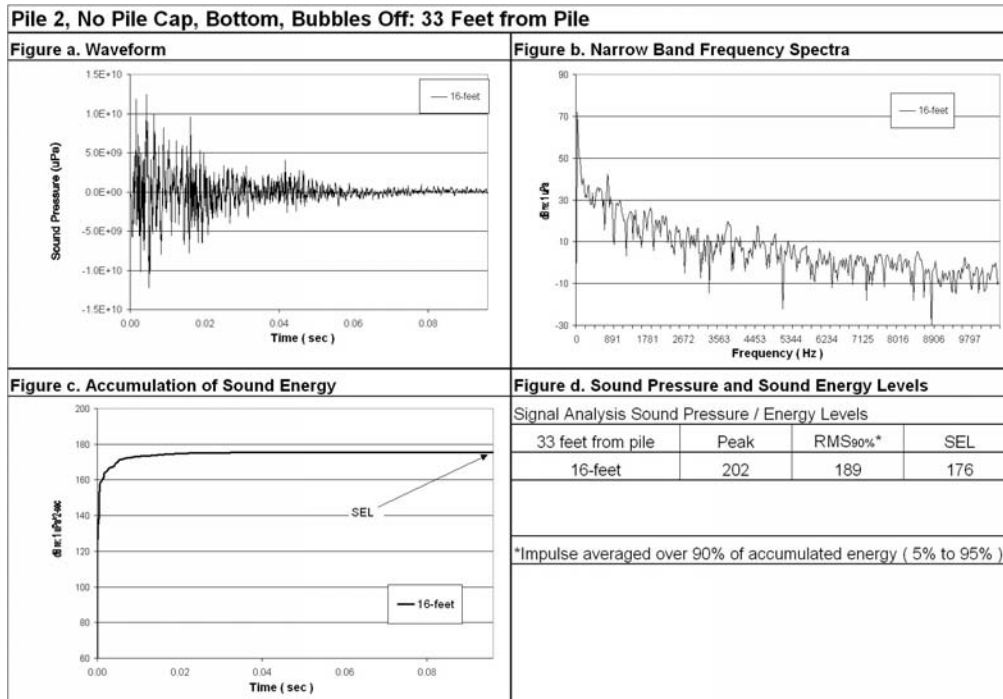 Pile 2, No Pile Cap, Bottom, Bubbles Off: 33 Feet from Pile
Figure a. Waveform
1.5E+10
1.0E+10
5.0E+09
0.0E+00
-5.0E+09
-1.0E+10
-1.5E+10
Sound Pressure (uPa)
16-feet
0.00 0.02 0.04 0.06 0.08
Time ( sec )
Figure b. Narrow Band Frequency Spectra
90
70
50
30
10
-10
-30
dB re: 1 uPa
16-feet
0 891 1781 2672 3563 4453 5344 6234 7125 8016 8906 9797
Frequency ( Hz )
Figure c. Accumulation of Sound Energy
200
180
160
140
120
100
80
60
dB re: 1 uPa^2-sec
SEL
16-feet
0.00 0.02 0.04 0.06 0.08
Time ( sec )
Figure d. Sound Pressure and Sound Energy Levels
Signal Analysis Sound Pressure / Energy Levels
33 feet from pile Peak RMS90%* SEL
16-feet 202 189 176
*Impulse averaged over 90% of accumulated energy ( 5% to 95% )